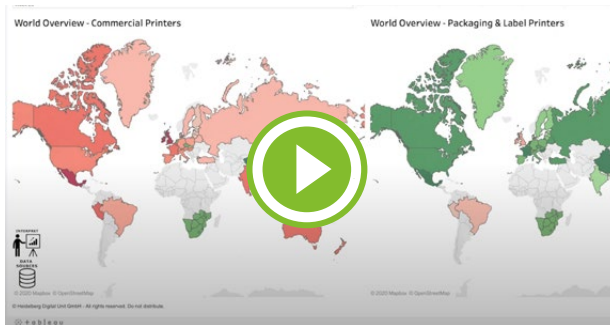 World Overview - Commercial Printers
World Overview - Packaging & Label Printers
INTERPRET
DATA
SOURCES
© 2020 Mapbox © OpenStreetMap
© 2020 Mapbox © OpenStreetMap
© Heidelberg Digital Unit GmbH - All rights reserved. Do not distribute.
+ a b l e a u